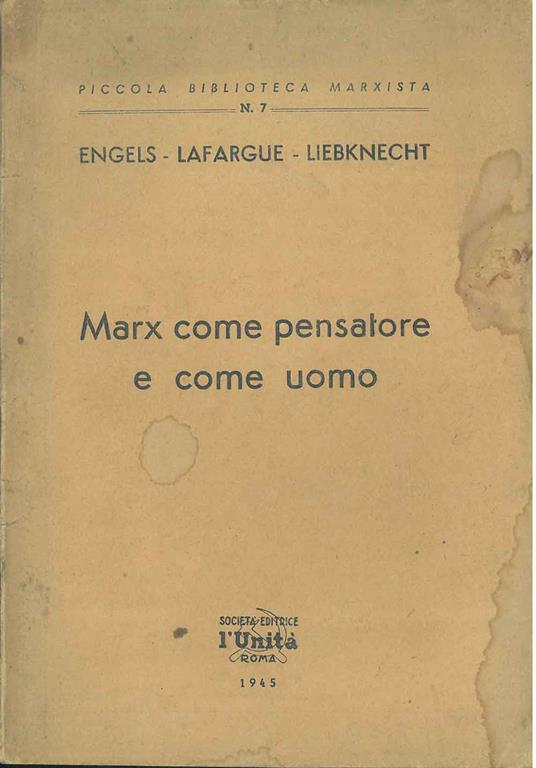 PICCOLA BIBLIOTECA MARXISTA
N. 7
ENGELS - LAFARGUE - LIEBKNECHT
Marx come pensatore
e come uomo
SOCIETÀ EDITRICE
l'Unità
ROMA
1945